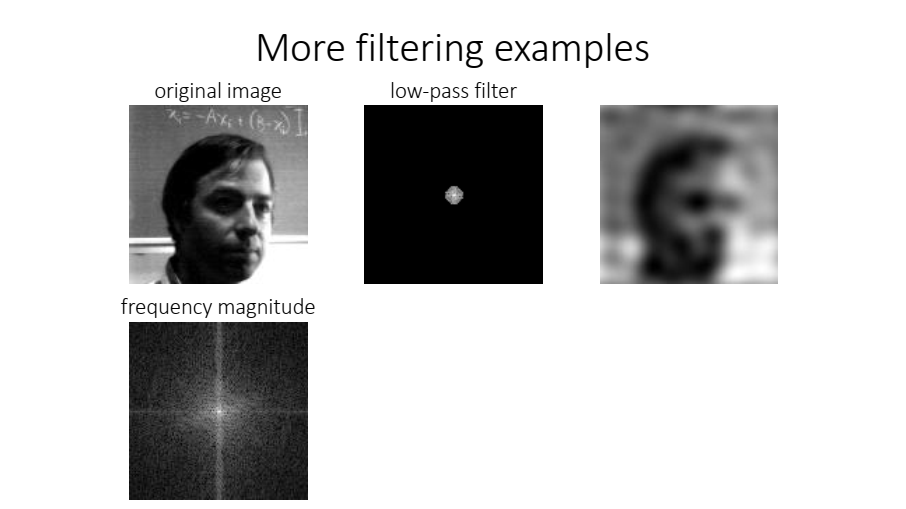 More filtering examples
original image
low-pass filter
frequency magnitude